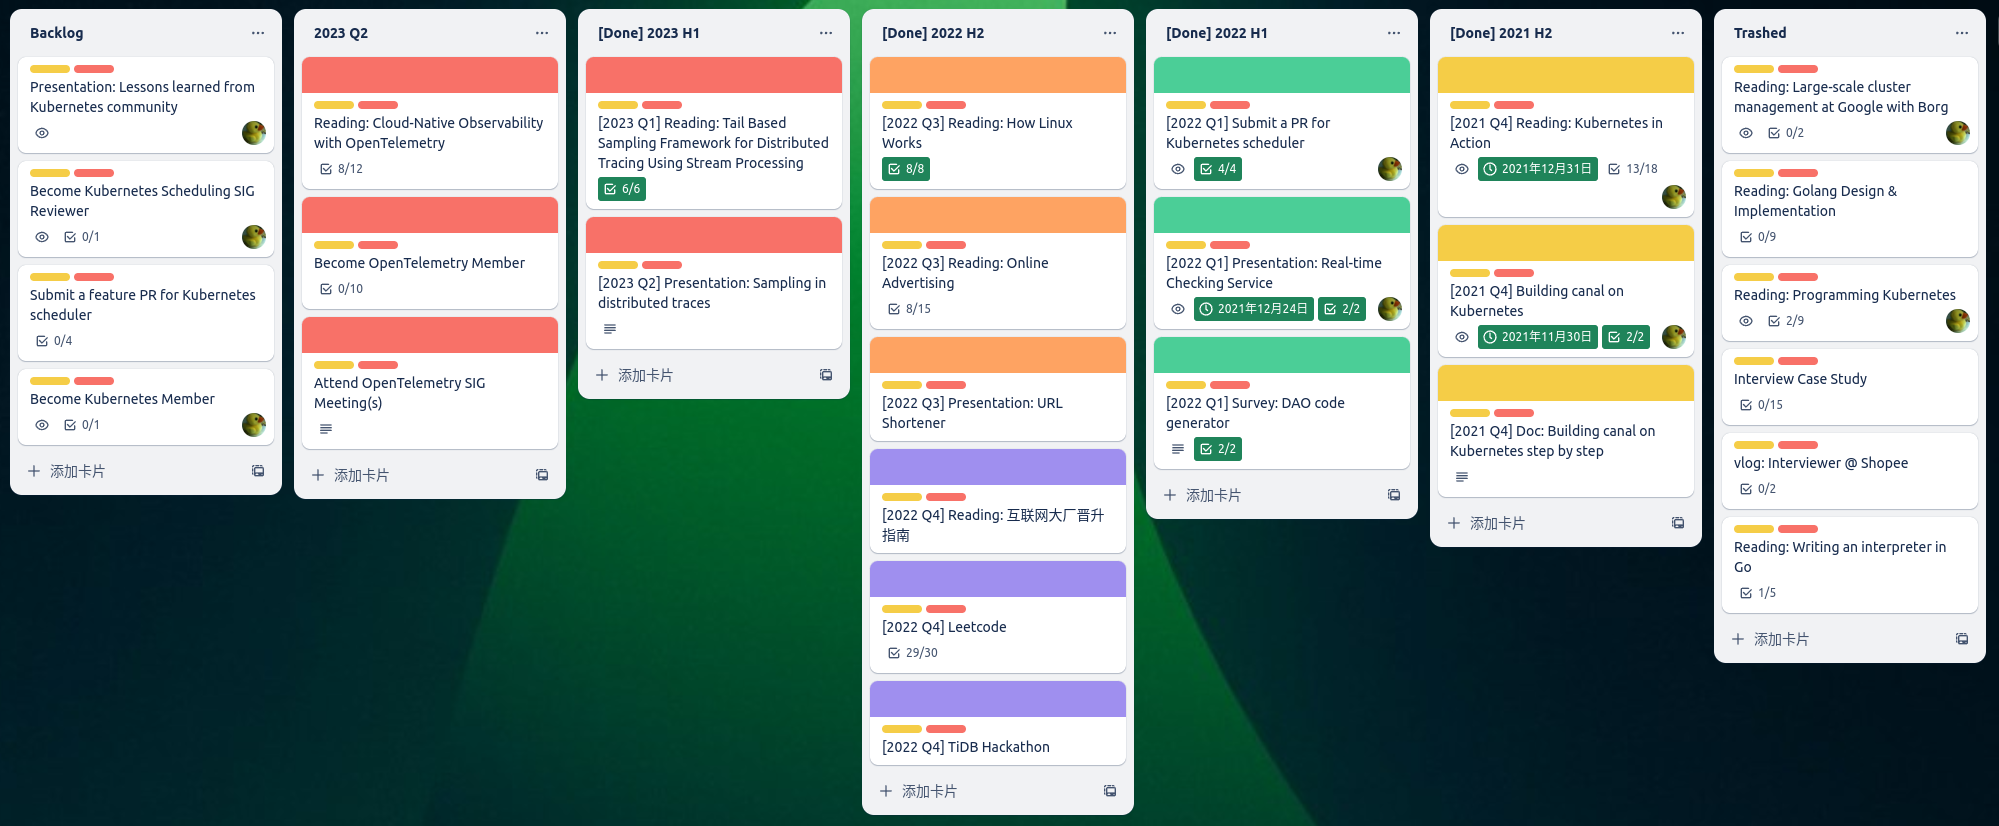 Backlog
Presentation: Lessons learned from
Kubernetes community
Become Kubernetes Scheduling SIG
Reviewer
0/1
Submit a feature PR for Kubernetes
scheduler
0/4
Become Kubernetes Member
0/1
添加卡片
2023 Q2
Reading: Cloud-Native Observability
with OpenTelemetry
8/12
Become OpenTelemetry Member
0/10
Attend OpenTelemetry SIG
Meeting(s)
添加卡片
[Done] 2023 H1
[2023 Q1] Reading: Tail Based
Sampling Framework for Distributed
Tracing Using Stream Processing
6/6
[2023 Q2] Presentation: Sampling in
distributed traces
添加卡片
[Done] 2022 H2
[2022 Q3] Reading: How Linux
Works
8/8
[2022 Q3] Reading: Online
Advertising
8/15
[2022 Q3] Presentation: URL
Shortener
[2022 Q4] Reading: 互联网大厂晋升
指南
[2022 Q4] Leetcode
29/30
[2022 Q4] TiDB Hackathon
添加卡片
[Done] 2022 H1
[2022 Q1] Submit a PR for
Kubernetes scheduler
4/4
[2022 Q1] Presentation: Real-time
Checking Service
2021年12月24日 2/2
[2022 Q1] Survey: DAO code
generator
2/2
添加卡片
[Done] 2021 H2
[2021 Q4] Reading: Kubernetes in
Action
2021年12月31日 13/18
[2021 Q4] Building canal on
Kubernetes
2021年11月30日 2/2
[2021 Q4] Doc: Building canal on
Kubernetes step by step
添加卡片
Trashed
Reading: Large-scale cluster
management at Google with Borg
0/2
Reading: Golang Design &
Implementation
0/9
Reading: Programming Kubernetes
2/9
Interview Case Study
0/15
vlog: Interviewer @ Shopee
0/2
Reading: Writing an interpreter in
Go
1/5
添加卡片